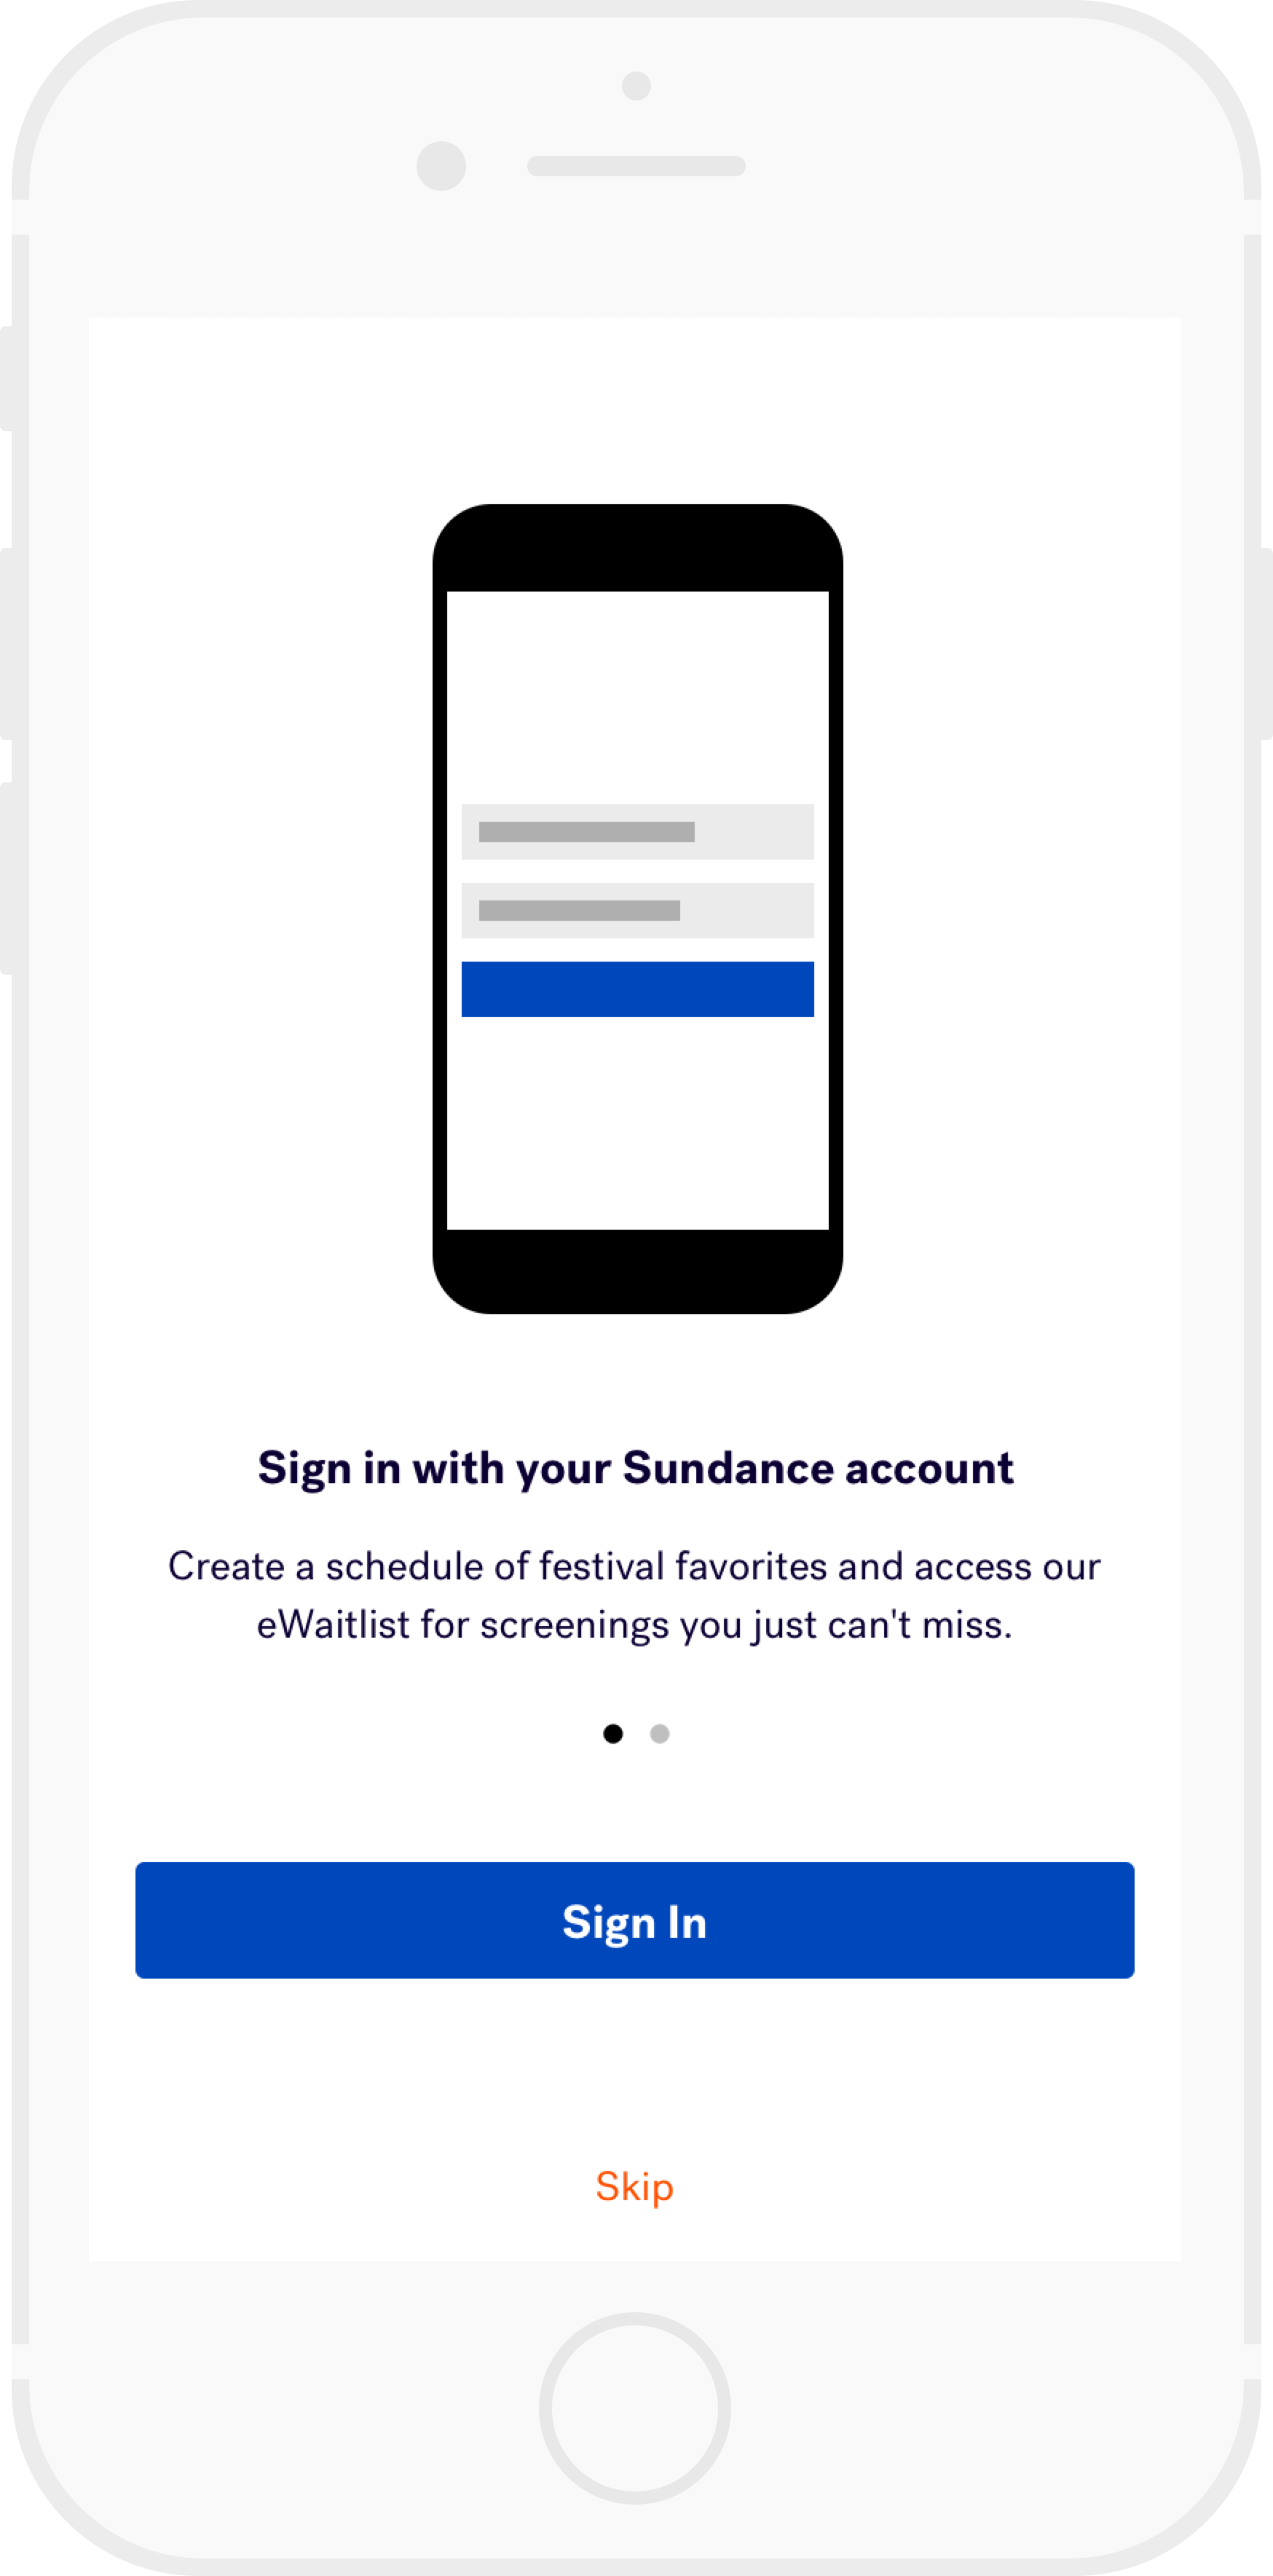 Sign in with your Sundance account
Create a schedule of festival favorites and access our
eWaitlist for screenings you just can't miss.
Sign In
Skip